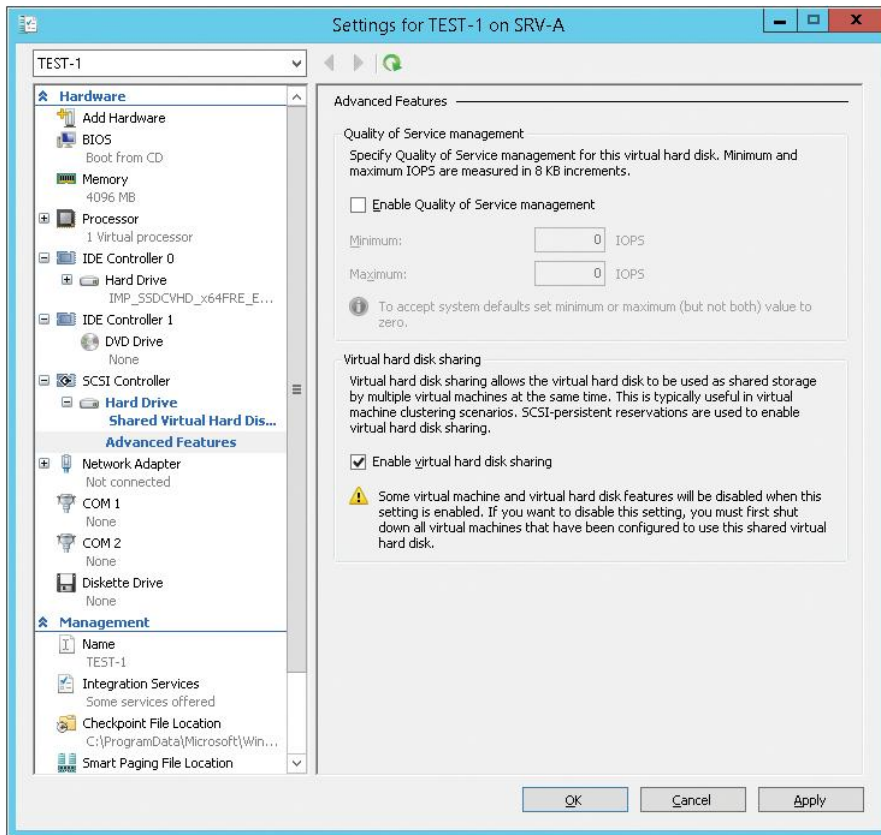 Settings for TEST-1 on SRV-A
TEST-1
Hardware
Add Hardware
BIOS
Boot from CD
Memory
4096 MB
Processor
1 Virtual processor
IDE Controller 0
Hard Drive
IMP_SSDCVHD_x64FRE_E...
IDE Controller 1
DVD Drive
None
SCSI Controller
Hard Drive
Shared Virtual Hard Dis...
Advanced Features
Network Adapter
Not connected
COM 1
None
COM 2
None
Diskette Drive
None
Management
Name
TEST-1
Integration Services
Some services offered
Checkpoint File Location
C:\ProgramData\Microsoft\Win...
Smart Paging File Location
Advanced Features
Quality of Service management
Specify Quality of Service management for this virtual hard disk. Minimum and
maximum IOPS are measured in 8 KB increments.
Enable Quality of Service management
Minimum: 0 IOPS
Maximum: 0 IOPS
To accept system defaults set minimum or maximum (but not both) value to
zero.
Virtual hard disk sharing
Virtual hard disk sharing allows the virtual hard disk to be used as shared storage
by multiple virtual machines at the same time. This is typically useful in virtual
machine clustering scenarios. SCSI-persistent reservations are used to enable
virtual hard disk sharing.
Enable virtual hard disk sharing
Some virtual machine and virtual hard disk features will be disabled when this
setting is enabled. If you want to disable this setting, you must first shut
down all virtual machines that have been configured to use this shared virtual
hard disk.
OK Cancel Apply